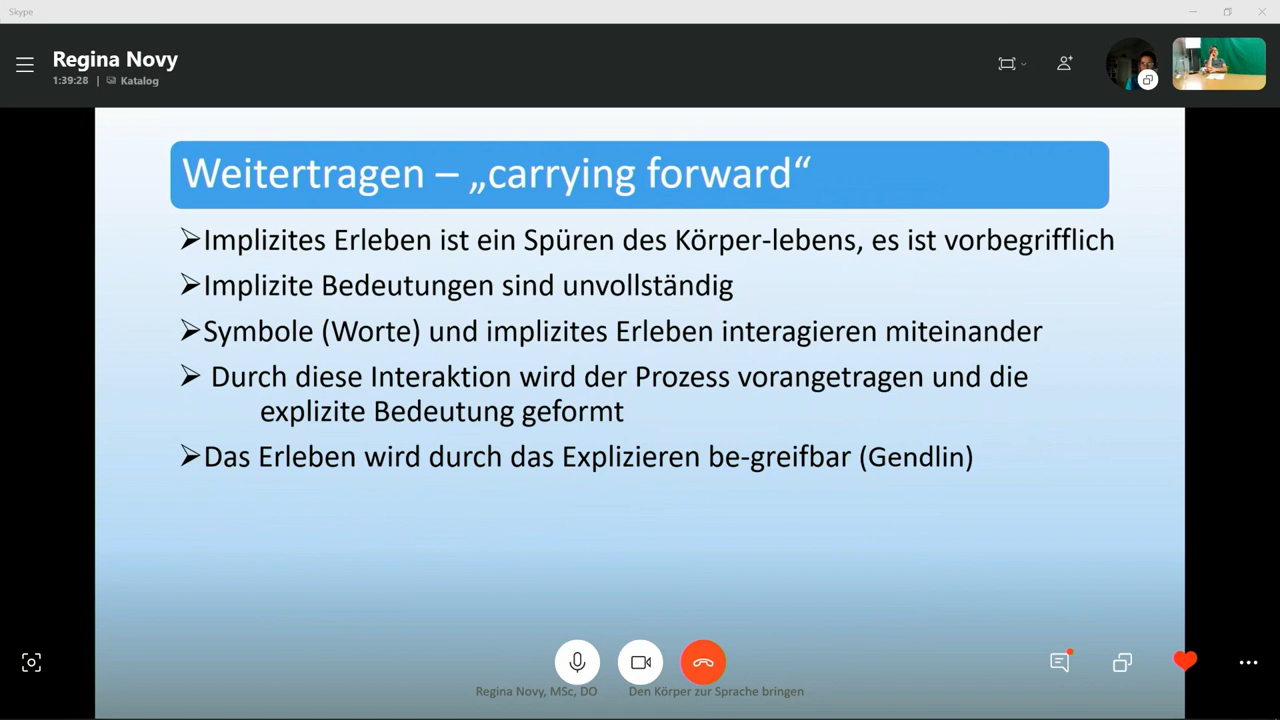 Skype
Regina Novy
1:39:28 | Katalog
Weitertragen – „carrying forward“
➢Implizites Erleben ist ein Spüren des Körper-lebens, es ist vorbegrifflich
➢Implizite Bedeutungen sind unvollständig
➢Symbole (Worte) und implizites Erleben interagieren miteinander
➢ Durch diese Interaktion wird der Prozess vorangetragen und die
explizite Bedeutung geformt
➢Das Erleben wird durch das Explizieren be-greifbar (Gendlin)
Regina Novy, MSc, DO Den Körper zur Sprache bringen